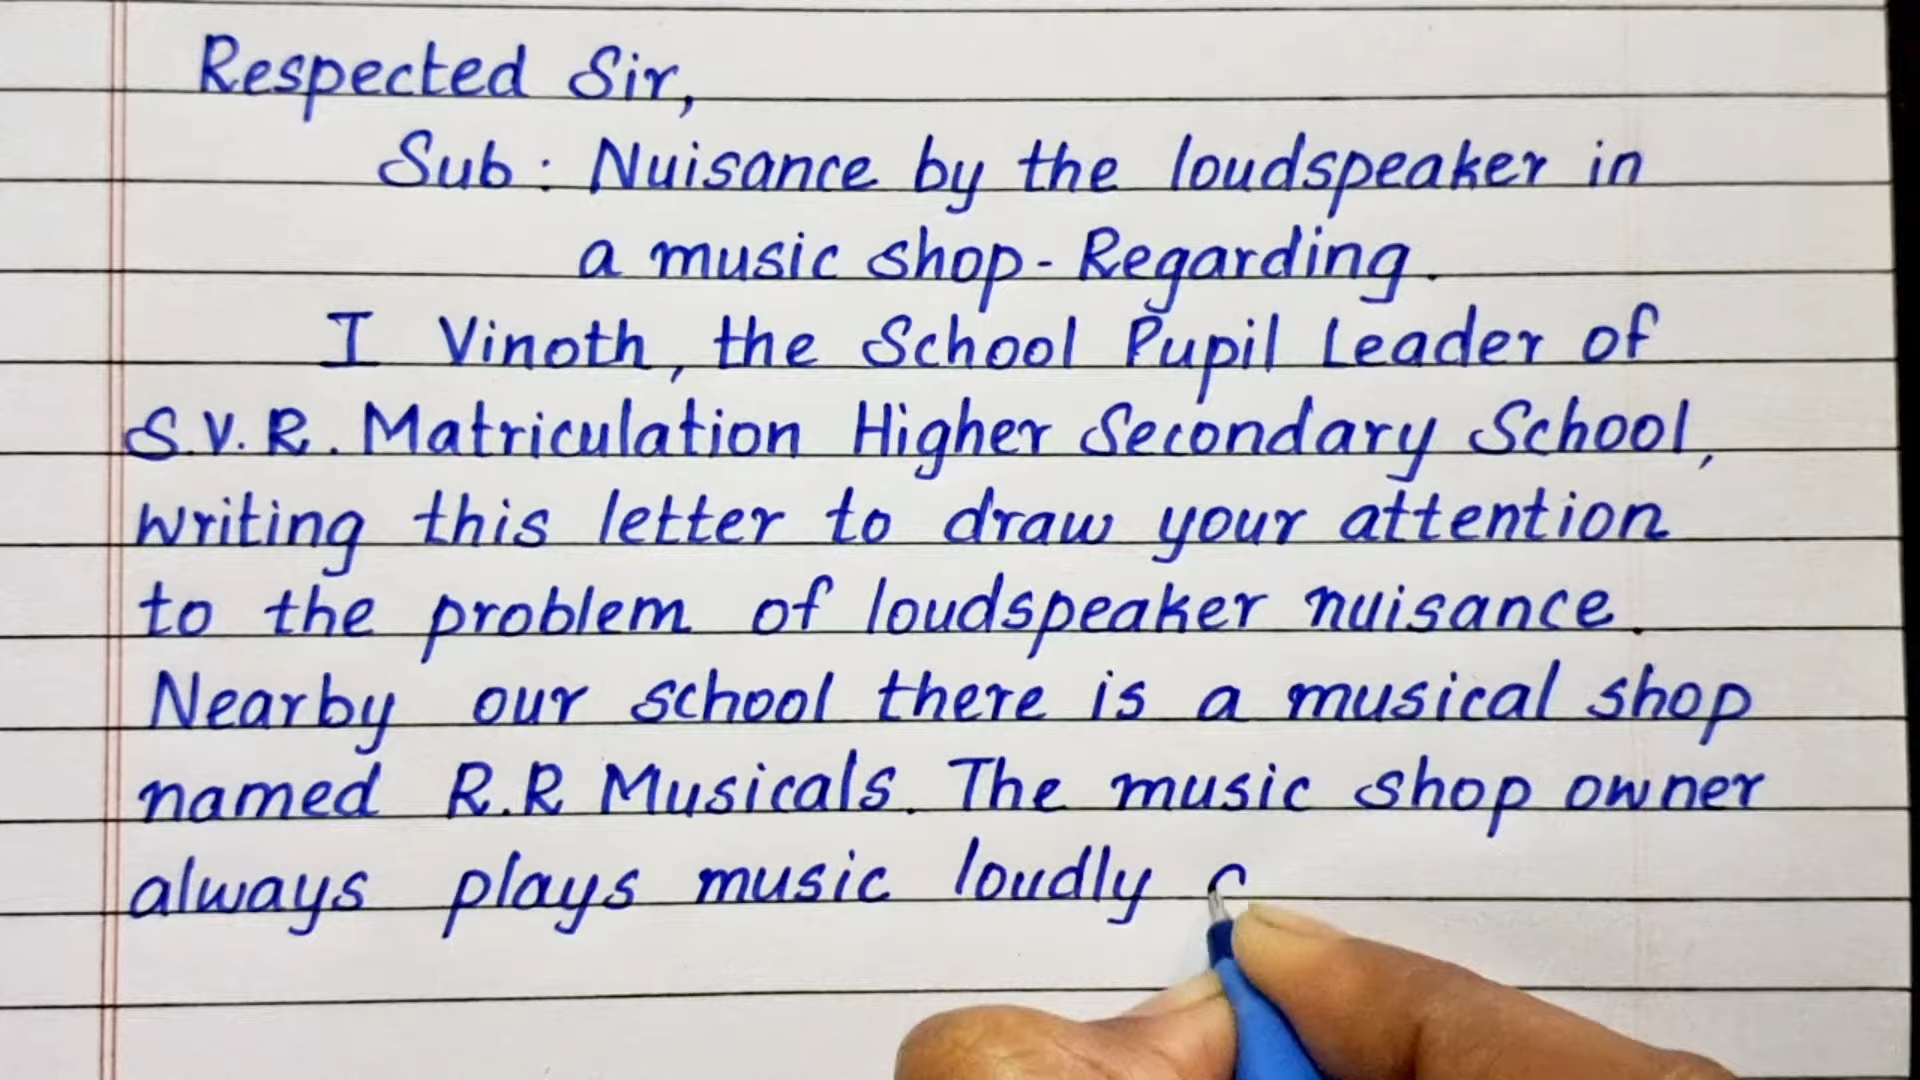 Respected Sir,
Sub : Nuisance by the loudspeaker in
a music shop - Regarding.
I Vinoth, the School Pupil Leader of
S.V.R. Matriculation Higher Secondary School,
writing this letter to draw your attention
to the problem of loudspeaker nuisance.
Nearby our school there is a musical shop
named R.R Musicals. The music shop owner
always plays music loudly